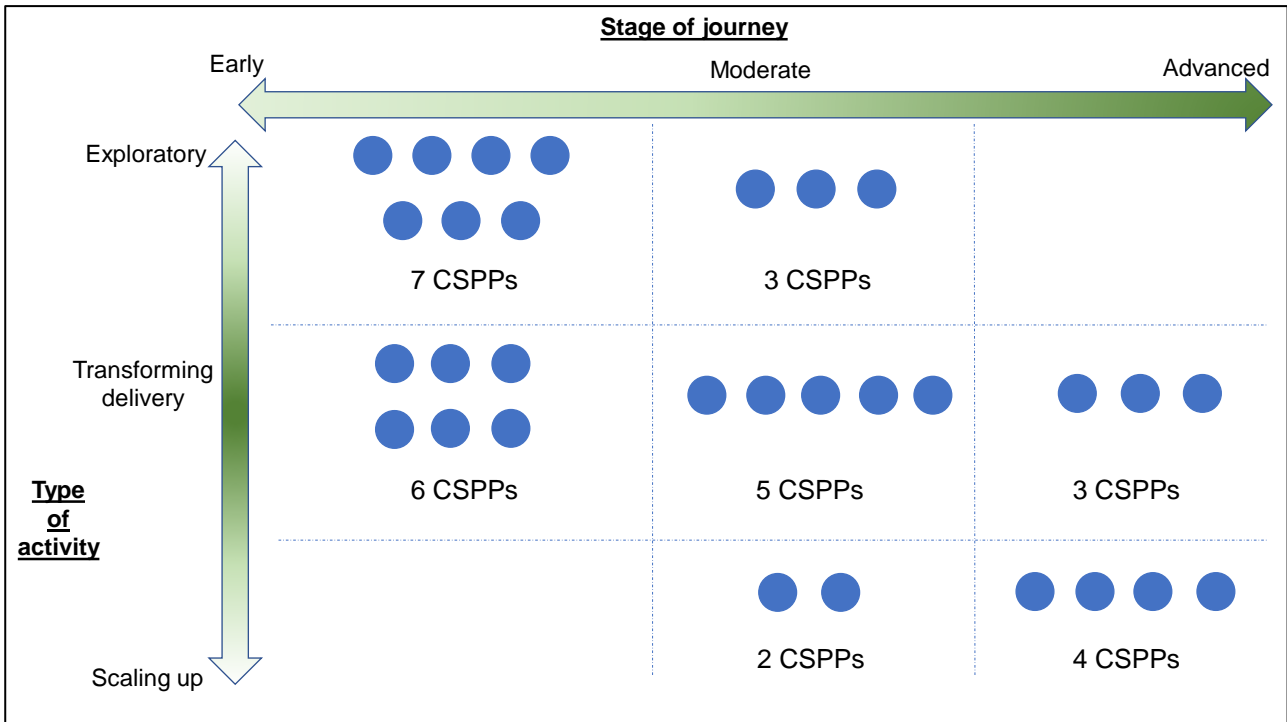 Stage of journey
Early
Moderate
Advanced
Exploratory
7 CSPPs
3 CSPPs
Transforming
delivery
6 CSPPs
5 CSPPs
3 CSPPs
Type
of
activity
2 CSPPs
4 CSPPs
Scaling up